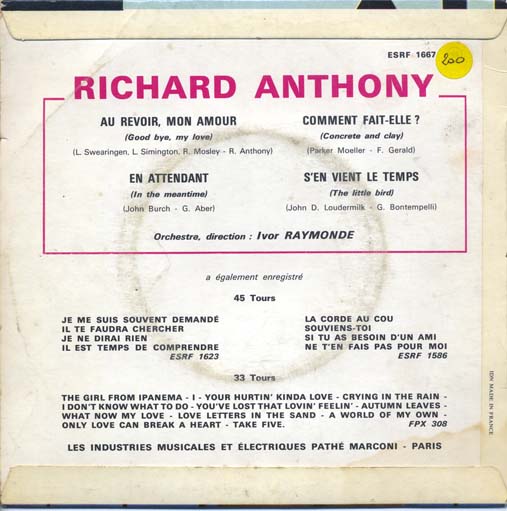 ESRF 1667
200
RICHARD ANTHONY
AU REVOIR, MON AMOUR
(Good bye, my love)
(L. Swearingen, L. Simington, R. Mosley - R. Anthony)
COMMENT FAIT-ELLE ?
(Concrete and clay)
(Parker Moeller - F. Gerald)
EN ATTENDANT
(In the meantime)
(John Burch - G. Aber)
S'EN VIENT LE TEMPS
(The little bird)
(John D. Loudermilk - G. Bontempelli)
Orchestre, direction : Ivor RAYMONDE
a également enregistré
45 Tours
JE ME SUIS SOUVENT DEMANDÉ
IL TE FAUDRA CHERCHER
JE NE DIRAI RIEN
IL EST TEMPS DE COMPRENDRE
ESRF 1623
LA CORDE AU COU
SOUVIENS-TOI
SI TU AS BESOIN D'UN AMI
NE T'EN FAIS PAS POUR MOI
ESRF 1586
33 Tours
THE GIRL FROM IPANEMA - I - YOUR HURTIN' KINDA LOVE - CRYING IN THE RAIN -
I DON'T KNOW WHAT TO DO - YOU'VE LOST THAT LOVIN' FEELIN' - AUTUMN LEAVES -
WHAT NOW MY LOVE - LOVE LETTERS IN THE SAND - A WORLD OF MY OWN -
ONLY LOVE CAN BREAK A HEART - TAKE FIVE. FPX 308
LES INDUSTRIES MUSICALES ET ÉLECTRIQUES PATHÉ MARCONI - PARIS
IDN MADE IN FRANCE